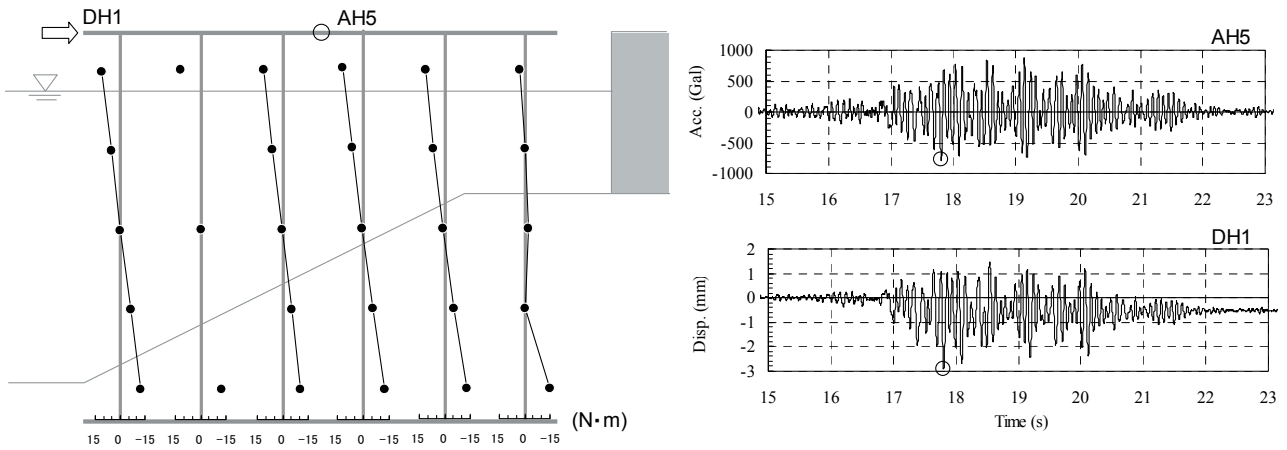 DH1
AH5
(N・m)
15 0 -15 15 0 -15 15 0 -15 15 0 -15 15 0 -15 15 0 -15
AH5
Acc. (Gal)
1000
500
0
-500
-1000
15 16 17 18 19 20 21 22 23
DH1
Disp. (mm)
2
1
0
-1
-2
-3
15 16 17 18 19 20 21 22 23
Time (s)